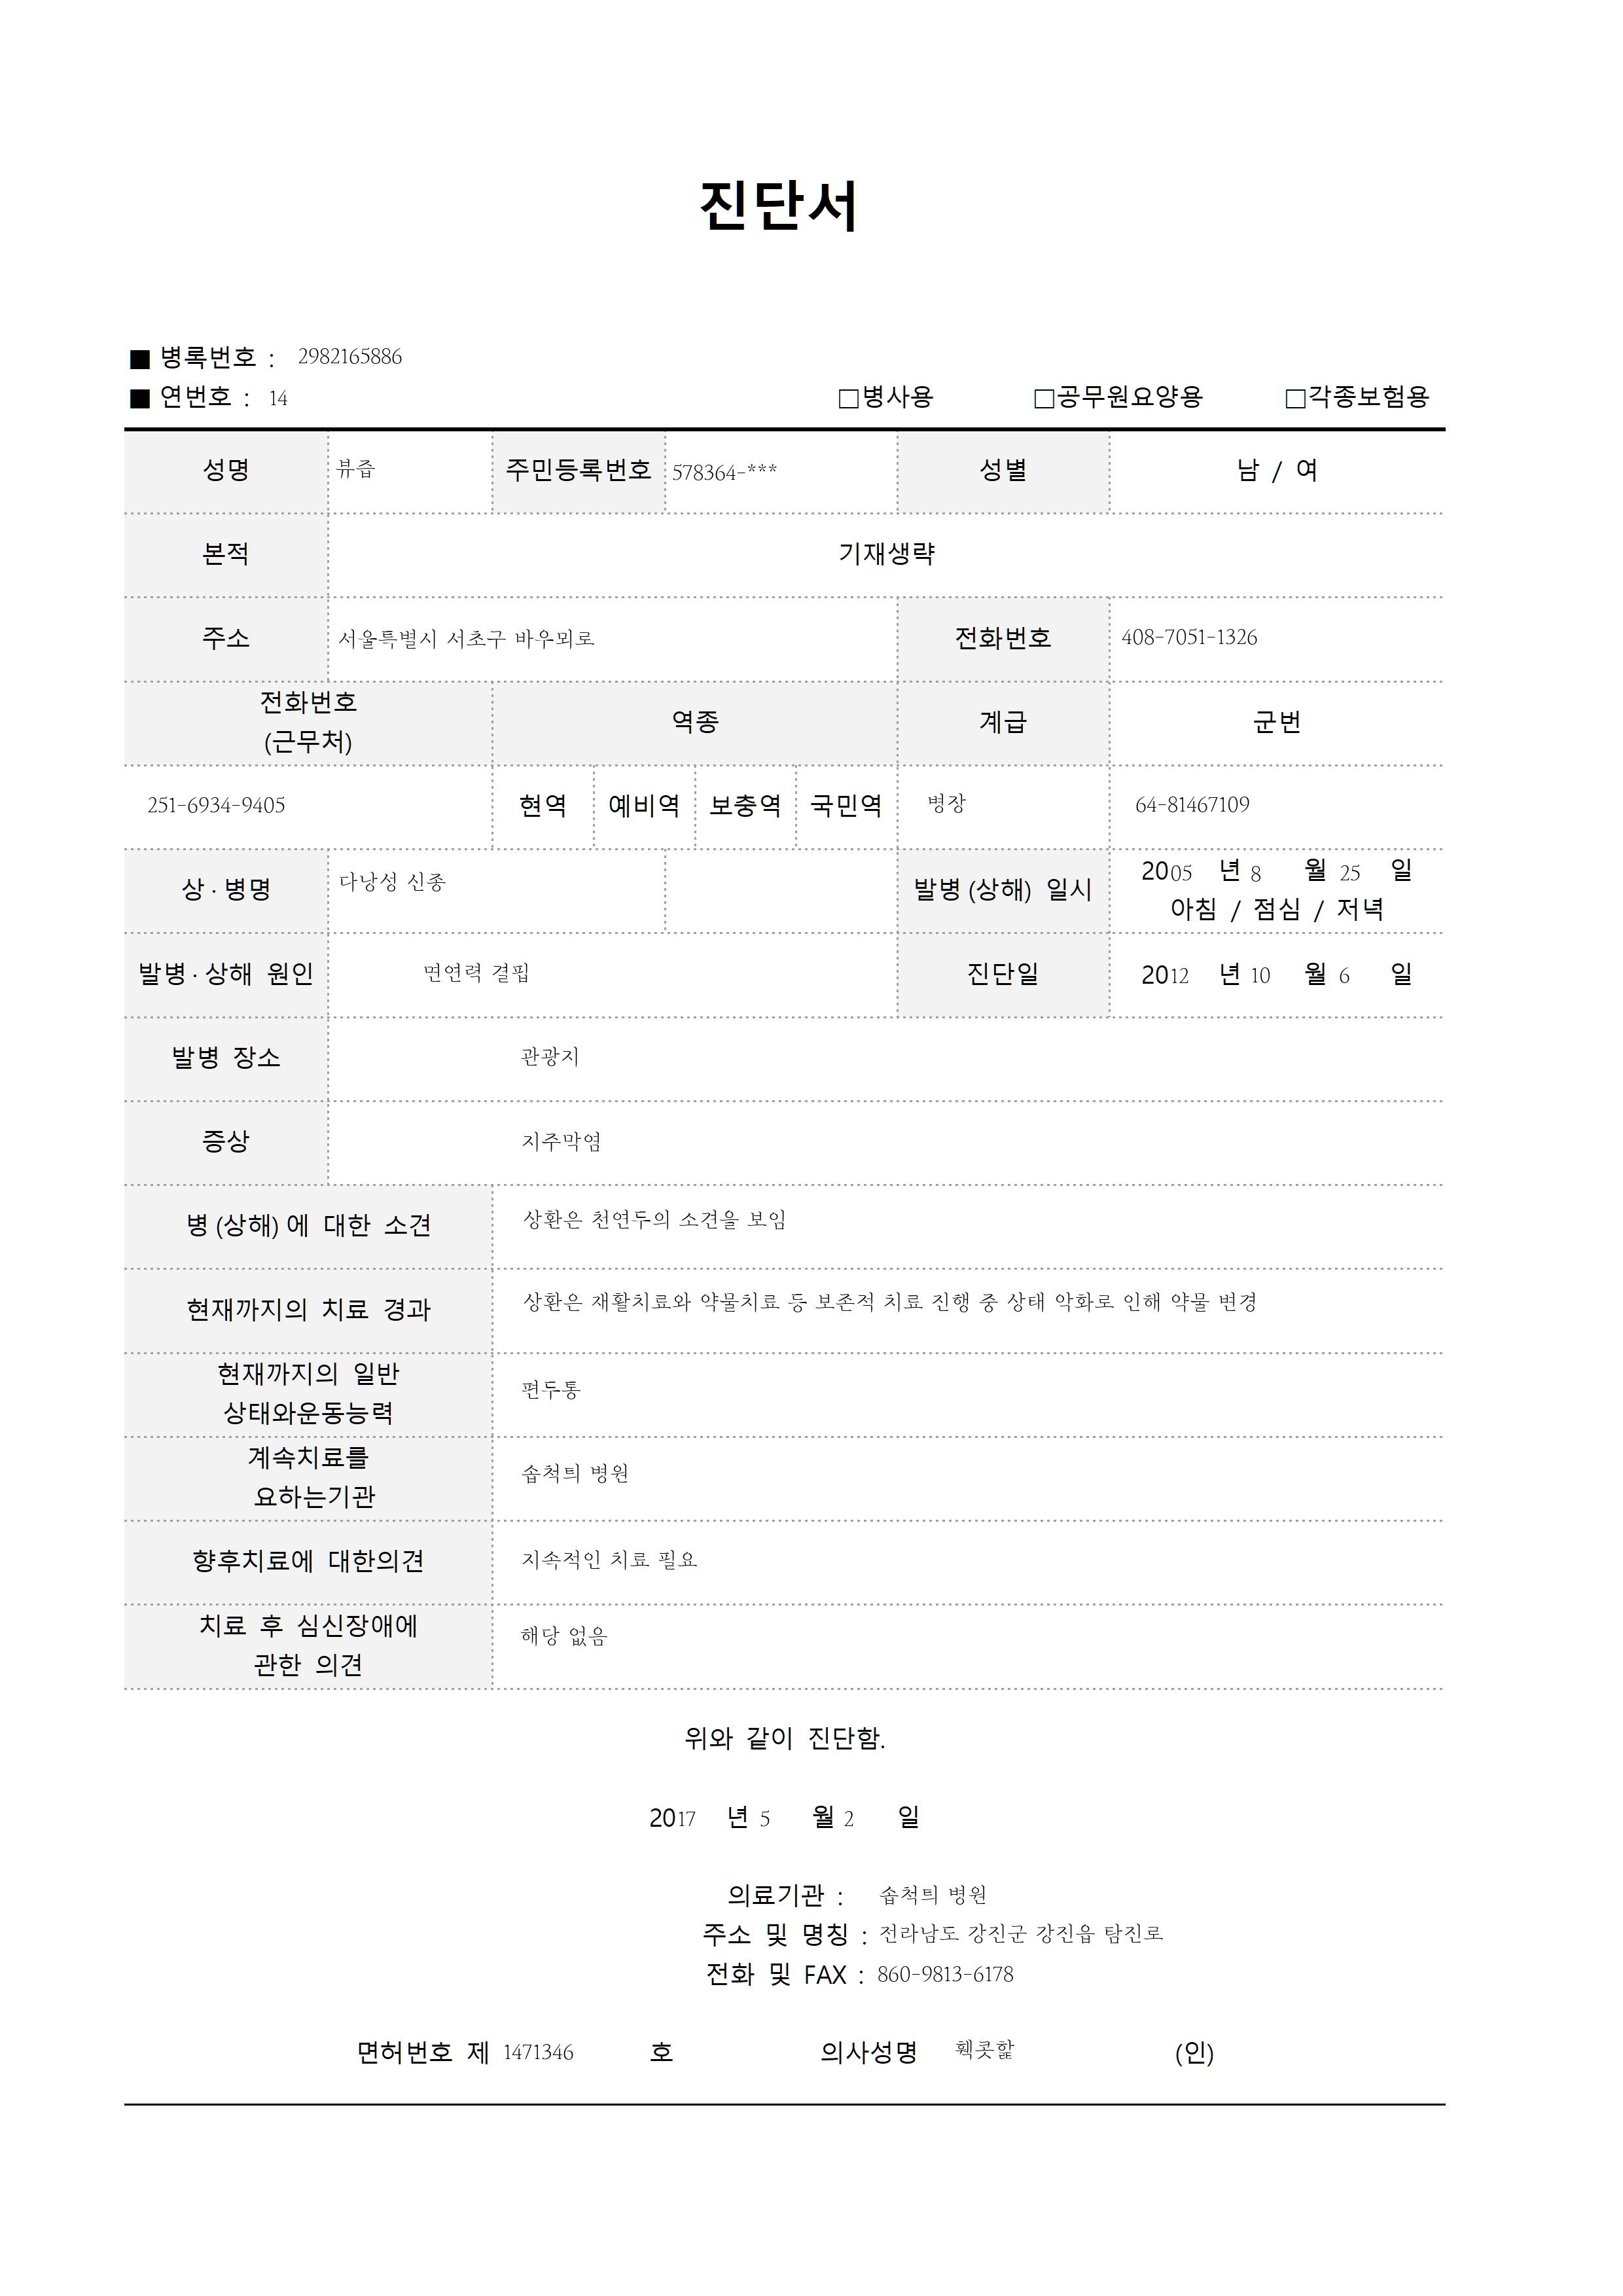 진단서
■ 병록번호 : 2982165886
■ 연번호 : 14 □병사용 □공무원요양용 □각종보험용
성명 뷰즙 주민등록번호 578364-*** 성별 남 / 여
본적 기재생략
주소 서울특별시 서초구 바우뫼로 전화번호 408-7051-1326
전화번호
(근무처) 역종 계급 군번
251-6934-9405 현역 예비역 보충역 국민역 병장 64-81467109
상·병명 다낭성 신종 발병(상해) 일시 2005 년 8 월 25 일
아침 / 점심 / 저녁
발병·상해 원인 면연력 결핍 진단일 2012 년 10 월 6 일
발병 장소 관광지
증상 지주막염
병(상해)에 대한 소견 상환은 천연두의 소견을 보임
현재까지의 치료 경과 상환은 재활치료와 약물치료 등 보존적 치료 진행 중 상태 악화로 인해 약물 변경
현재까지의 일반
상태와운동능력 편두통
계속치료를
요하는기관 솝척틔 병원
향후치료에 대한의견 지속적인 치료 필요
치료 후 심신장애에
관한 의견 해당 없음
위와 같이 진단함.
2017 년 5 월 2 일
의료기관 : 솝척틔 병원
주소 및 명칭 : 전라남도 강진군 강진읍 탐진로
전화 및 FAX : 860-9813-6178
면허번호 제 1471346 호 의사성명 (인)